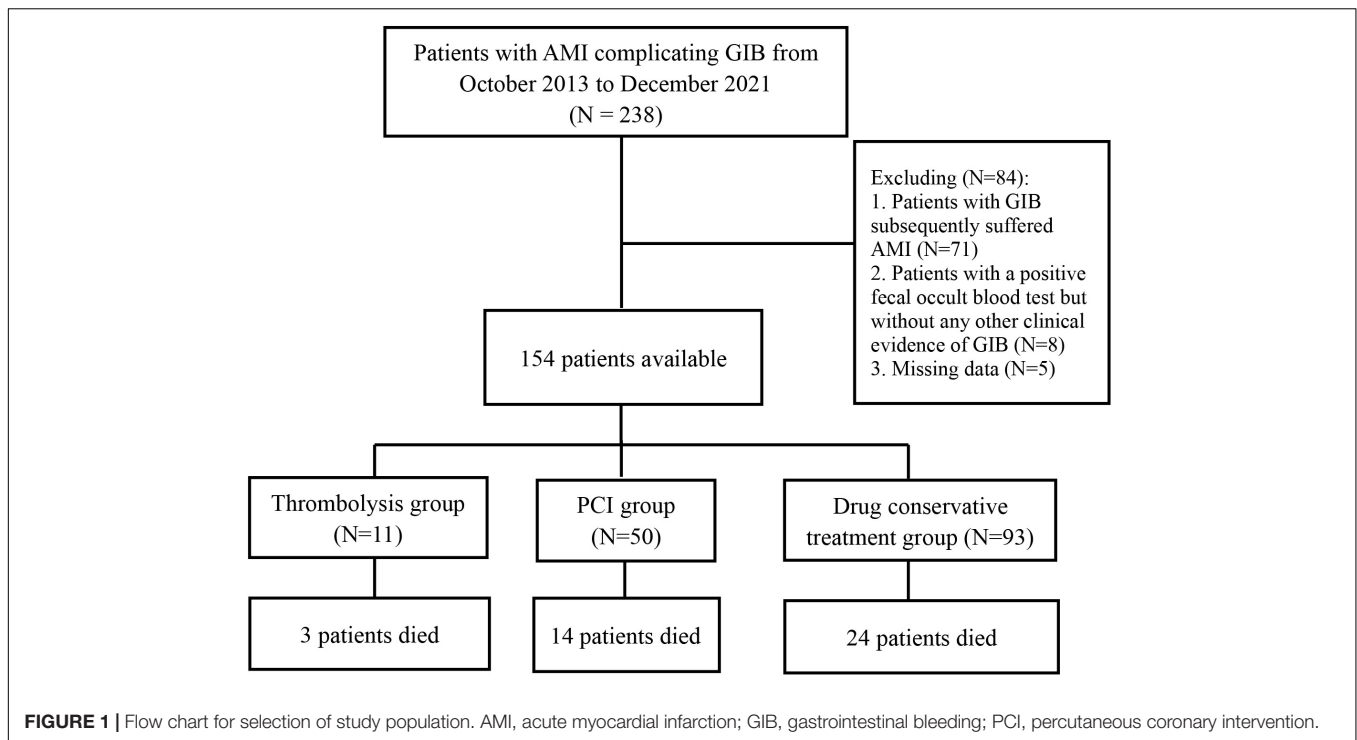 Patients with AMI complicating GIB from
October 2013 to December 2021
(N = 238)
Excluding (N=84):
1. Patients with GIB
subsequently suffered
AMI (N=71)
2. Patients with a positive
fecal occult blood test but
without any other clinical
evidence of GIB (N=8)
3. Missing data (N=5)
154 patients available
Thrombolysis group
(N=11)
PCI group
(N=50)
Drug conservative
treatment group (N=93)
3 patients died
14 patients died
24 patients died
FIGURE 1 | Flow chart for selection of study population. AMI, acute myocardial infarction; GIB, gastrointestinal bleeding; PCI, percutaneous coronary intervention.